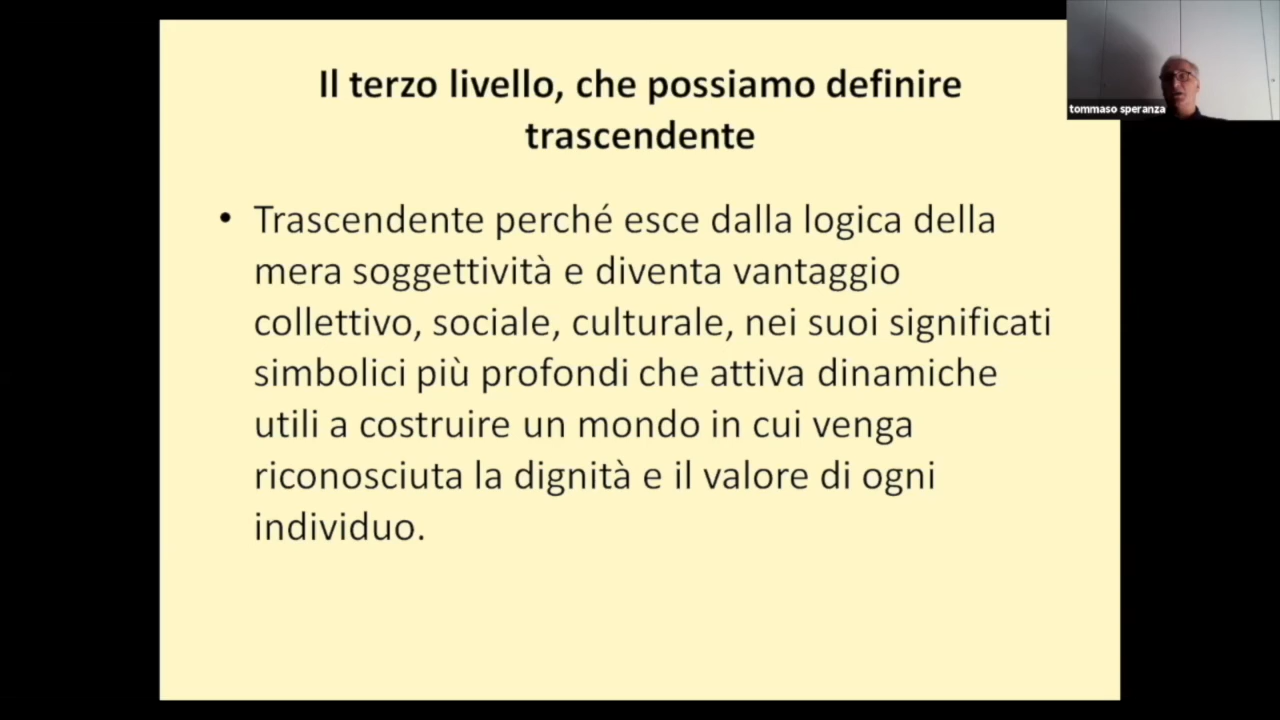 Il terzo livello, che possiamo definire
trascendente
tommaso speranza
• Trascendente perché esce dalla logica della
mera soggettività e diventa vantaggio
collettivo, sociale, culturale, nei suoi significati
simbolici più profondi che attiva dinamiche
utili a costruire un mondo in cui venga
riconosciuta la dignità e il valore di ogni
individuo.